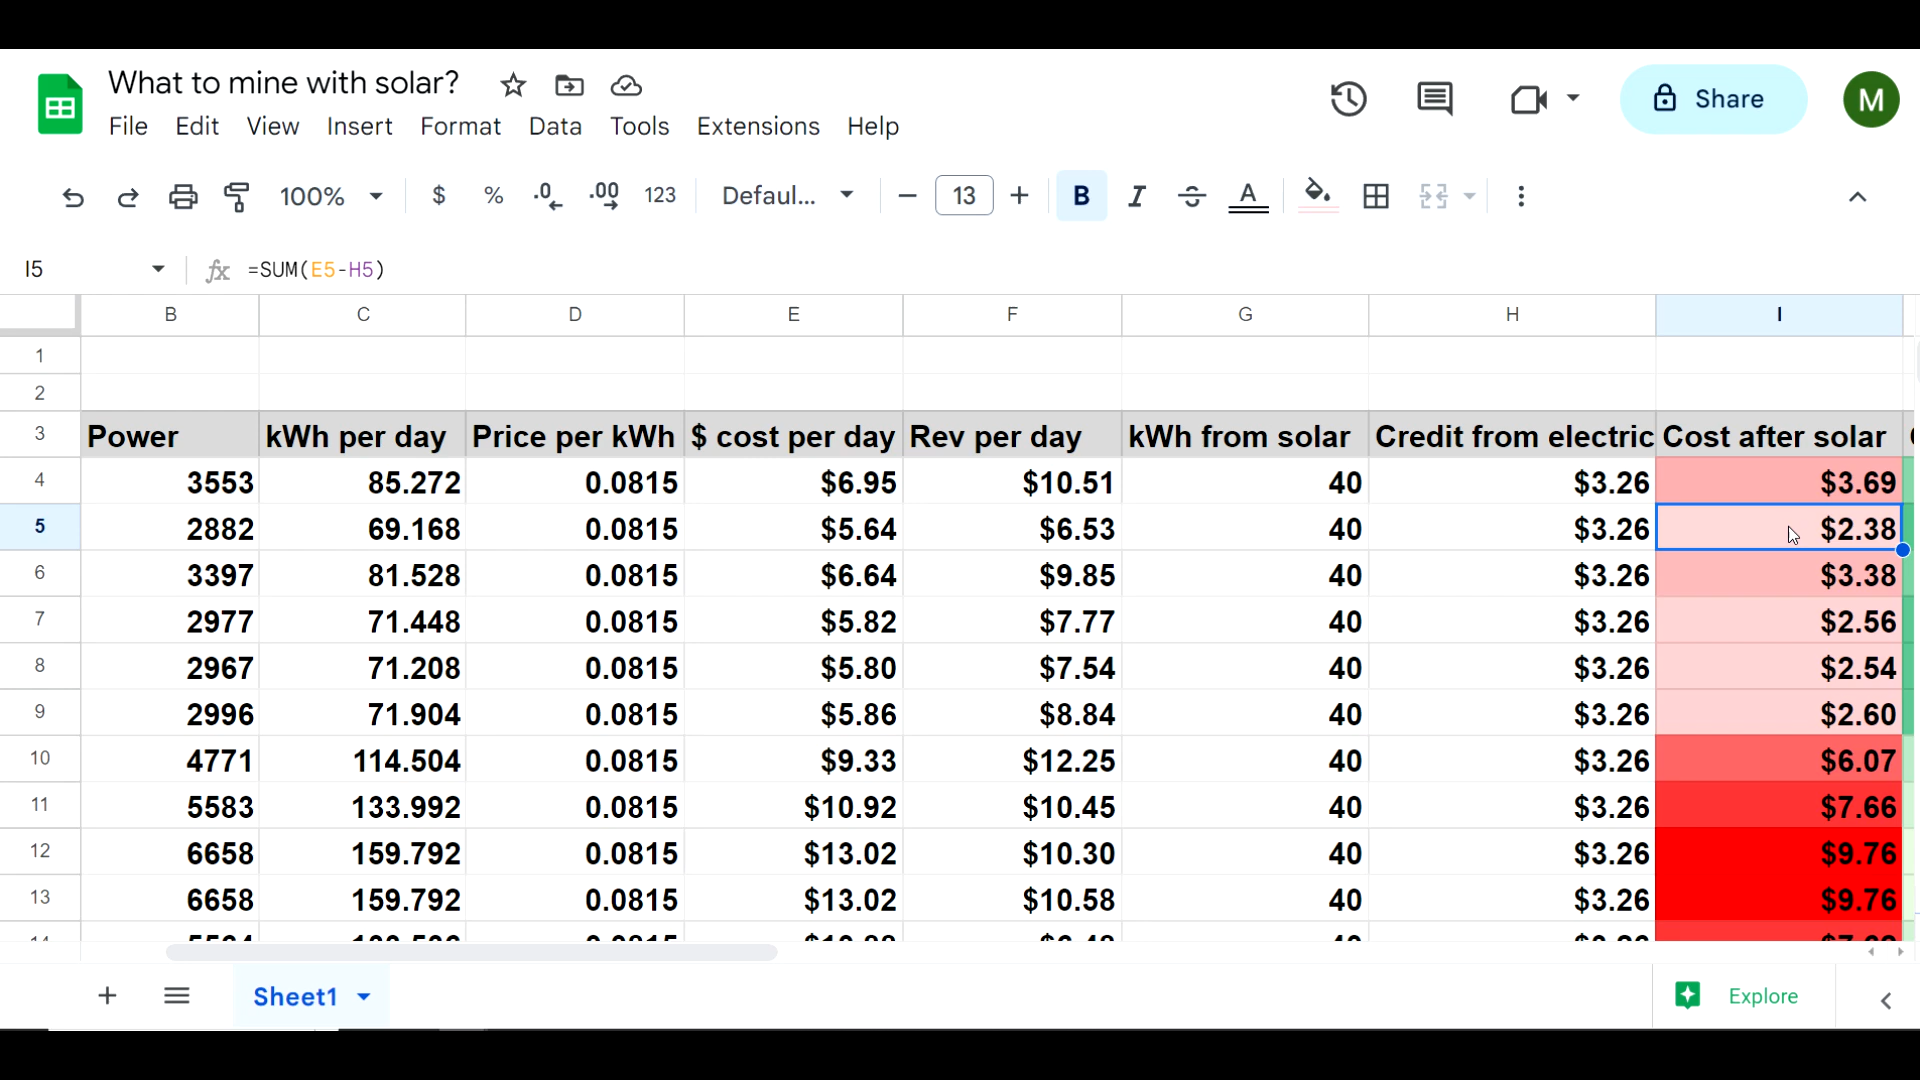 What to mine with solar?
File Edit View Insert Format Data Tools Extensions Help
Share
M
100% $ % .0 .00 123 Defaul... 13 B I S A
I5 fx =SUM(E5-H5)
B C D E F G H I
1
2
3 Power kWh per day Price per kWh $ cost per day Rev per day kWh from solar Credit from electric Cost after solar
4 3553 85.272 0.0815 $6.95 $10.51 40 $3.26 $3.69
5 2882 69.168 0.0815 $5.64 $6.53 40 $3.26 $2.38
6 3397 81.528 0.0815 $6.64 $9.85 40 $3.26 $3.38
7 2977 71.448 0.0815 $5.82 $7.77 40 $3.26 $2.56
8 2967 71.208 0.0815 $5.80 $7.54 40 $3.26 $2.54
9 2996 71.904 0.0815 $5.86 $8.84 40 $3.26 $2.60
10 4771 114.504 0.0815 $9.33 $12.25 40 $3.26 $6.07
11 5583 133.992 0.0815 $10.92 $10.45 40 $3.26 $7.66
12 6658 159.792 0.0815 $13.02 $10.30 40 $3.26 $9.76
13 6658 159.792 0.0815 $13.02 $10.58 40 $3.26 $9.76
Sheet1
Explore